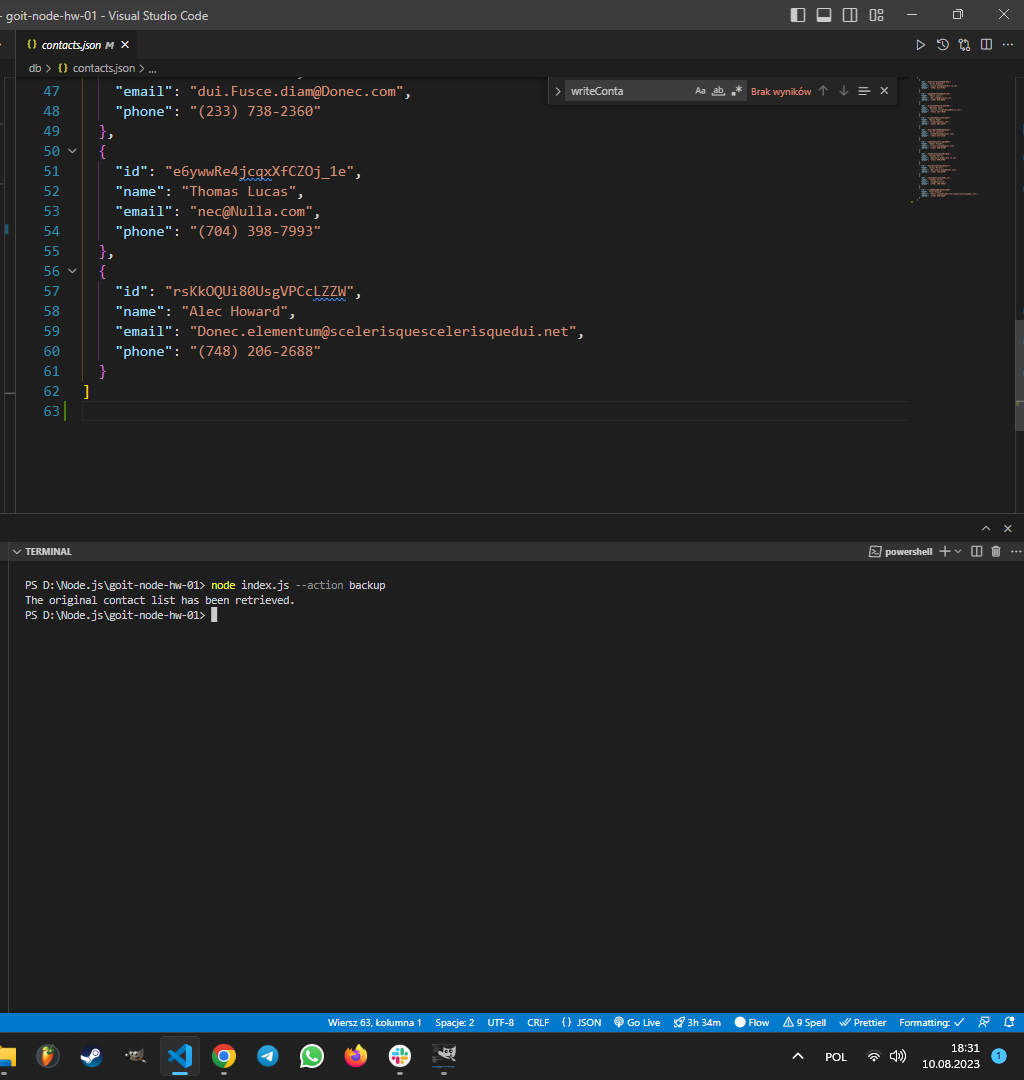 - goit-node-hw-01 - Visual Studio Code
{} contacts.json M
db > {} contacts.json > ...
writeConta Aa ab Brak wyników
47 "email": "dui.Fusce.diam@Donec.com",
48 "phone": "(233) 738-2360"
49 },
50 {
51 "id": "e6ywwRe4jcqxXfCZOj_1e",
52 "name": "Thomas Lucas",
53 "email": "nec@Nulla.com",
54 "phone": "(704) 398-7993"
55 },
56 {
57 "id": "rsKkOQUi80UsgVPCcLZZW",
58 "name": "Alec Howard",
59 "email": "Donec.elementum@scelerisquescelerisquedui.net",
60 "phone": "(748) 206-2688"
61 }
62 ]
63
TERMINAL powershell
PS D:\Node.js\goit-node-hw-01> node index.js --action backup
The original contact list has been retrieved.
PS D:\Node.js\goit-node-hw-01>
Wiersz 63, kolumna 1 Spacje: 2 UTF-8 CRLF {} JSON Go Live 3h 34m Flow 9 Spell Prettier Formatting:
POL
18:31
10.08.2023
1